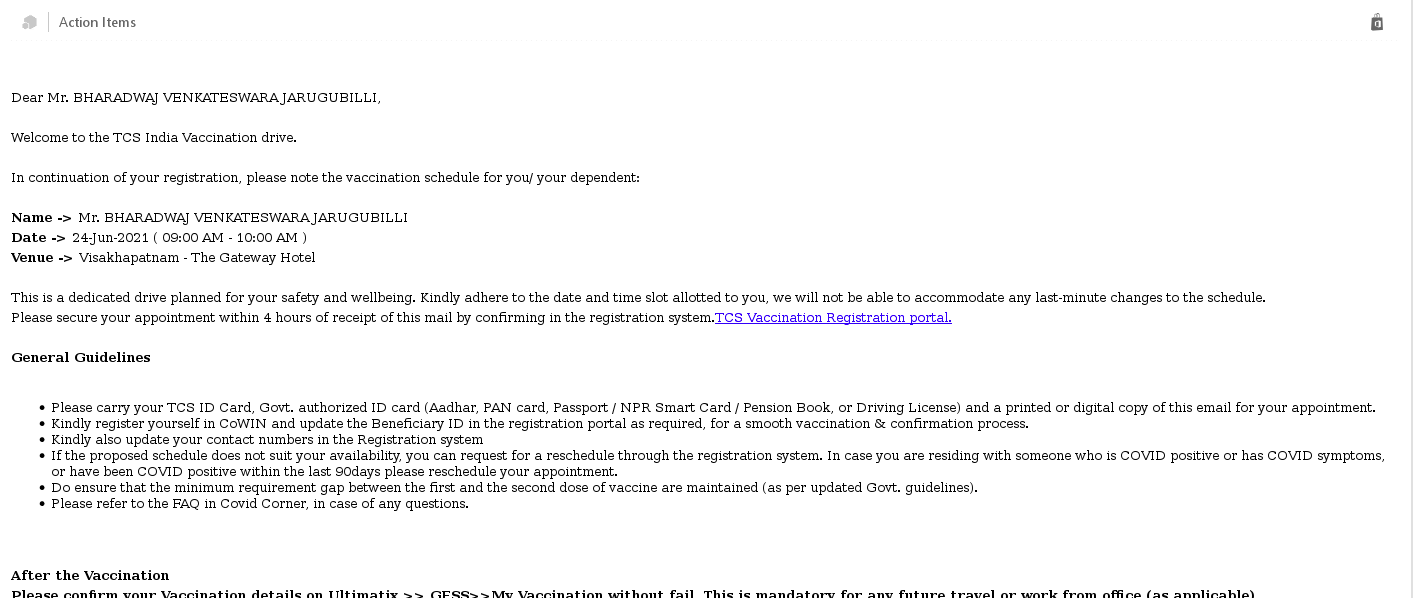 Action Items
Dear Mr. BHARADWAJ VENKATESWARA JARUGUBILLI,
Welcome to the TCS India Vaccination drive.
In continuation of your registration, please note the vaccination schedule for you/ your dependent:
Name -> Mr. BHARADWAJ VENKATESWARA JARUGUBILLI
Date -> 24-Jun-2021 ( 09:00 AM - 10:00 AM )
Venue -> Visakhapatnam - The Gateway Hotel
This is a dedicated drive planned for your safety and wellbeing. Kindly adhere to the date and time slot allotted to you, we will not be able to accommodate any last-minute changes to the schedule.
Please secure your appointment within 4 hours of receipt of this mail by confirming in the registration system.TCS Vaccination Registration portal.
General Guidelines
• Please carry your TCS ID Card, Govt. authorized ID card (Aadhar, PAN card, Passport / NPR Smart Card / Pension Book, or Driving License) and a printed or digital copy of this email for your appointment.
• Kindly register yourself in CoWIN and update the Beneficiary ID in the registration portal as required, for a smooth vaccination & confirmation process.
• Kindly also update your contact numbers in the Registration system
• If the proposed schedule does not suit your availability, you can request for a reschedule through the registration system. In case you are residing with someone who is COVID positive or has COVID symptoms,
or have been COVID positive within the last 90days please reschedule your appointment.
• Do ensure that the minimum requirement gap between the first and the second dose of vaccine are maintained (as per updated Govt. guidelines).
• Please refer to the FAQ in Covid Corner, in case of any questions.
After the Vaccination
Please confirm your Vaccination details on Ultimatix >> GESS>>My Vaccination without fail. This is mandatory for any future travel or work from office (as applicable)